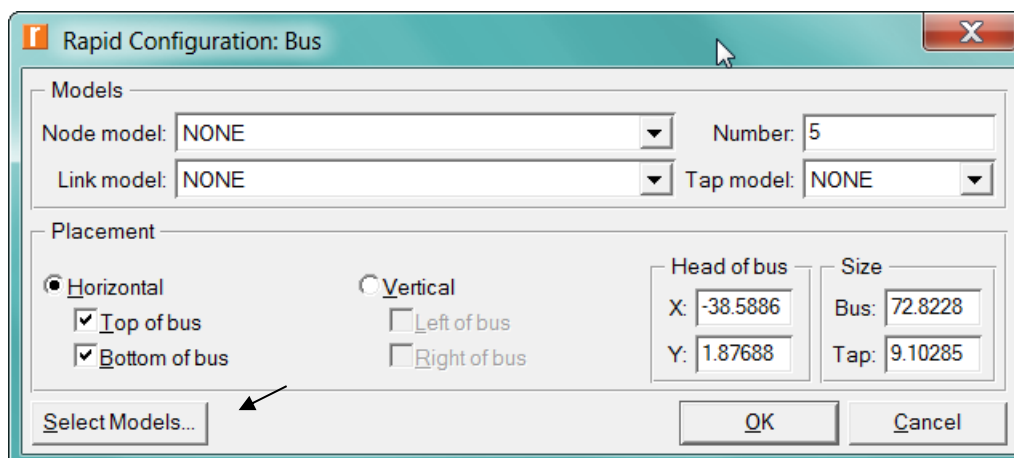 Rapid Configuration: Bus
Models
Node model: NONE Number: 5
Link model: NONE Tap model: NONE
Placement
Horizontal Vertical Head of bus Size
Top of bus Left of bus X: -38.5886 Bus: 72.8228
Bottom of bus Right of bus Y: 1.87688 Tap: 9.10285
Select Models... OK Cancel